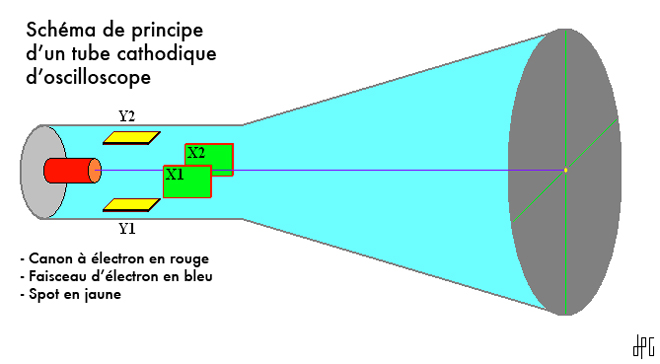 Schéma de principe
d'un tube cathodique
d'oscilloscope
Y2
X2
X1
Y1
- Canon à électron en rouge
- Faisceau d'électron en bleu
- Spot en jaune